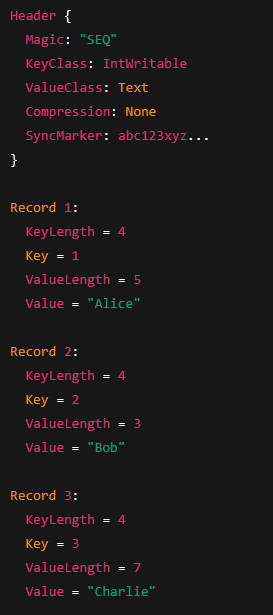 Header {
Magic: "SEQ"
KeyClass: IntWritable
ValueClass: Text
Compression: None
SyncMarker: abc123xyz...
}
Record 1:
KeyLength = 4
Key = 1
ValueLength = 5
Value = "Alice"
Record 2:
KeyLength = 4
Key = 2
ValueLength = 3
Value = "Bob"
Record 3:
KeyLength = 4
Key = 3
ValueLength = 7
Value = "Charlie"